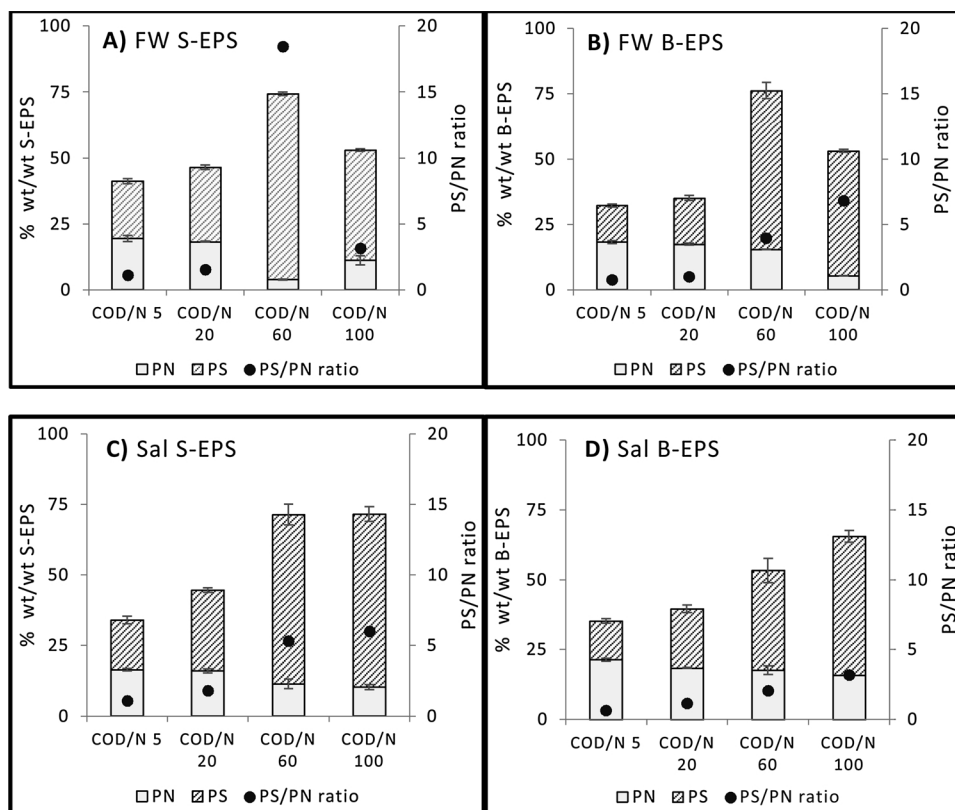 A) FW S-EPS
% wt/wt S-EPS
100
75
50
25
0
20
15
10
5
0
PS/PN ratio
COD/N 5
COD/N
20
COD/N
60
COD/N
100
PN PS PS/PN ratio
B) FW B-EPS
% wt/wt B-EPS
100
75
50
25
0
20
15
10
5
0
PS/PN ratio
COD/N 5
COD/N
20
COD/N
60
COD/N
100
PN PS PS/PN ratio
C) Sal S-EPS
% wt/wt S-EPS
100
75
50
25
0
20
15
10
5
0
PS/PN ratio
COD/N 5
COD/N
20
COD/N
60
COD/N
100
PN PS PS/PN ratio
D) Sal B-EPS
% wt/wt B-EPS
100
75
50
25
0
20
15
10
5
0
PS/PN ratio
COD/N 5
COD/N
20
COD/N
60
COD/N
100
PN PS PS/PN ratio